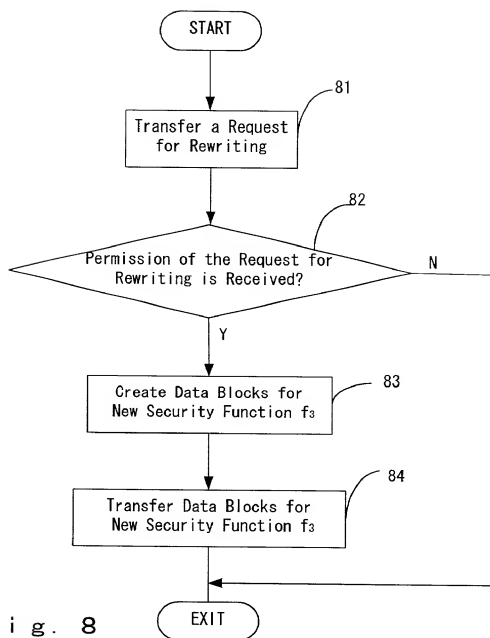 START
81
Transfer a Request
for Rewriting
82
Permission of the Request for
Rewriting is Received?
N
Y
83
Create Data Blocks for
New Security Function f₃
84
Transfer Data Blocks for
New Security Function f₃
EXIT
i g . 8